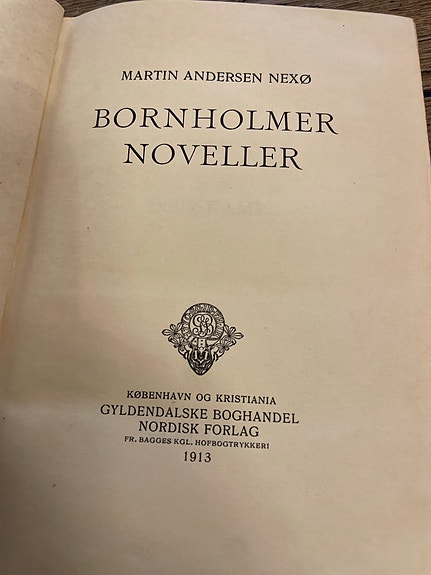 MARTIN ANDERSEN NEXØ
BORNHOLMER
NOVELLER
KØBENHAVN OG KRISTIANIA
GYLDENDALSKE BOGHANDEL
NORDISK FORLAG
FR. BAGGES KGL. HOFBOGTRYKKERI
1913